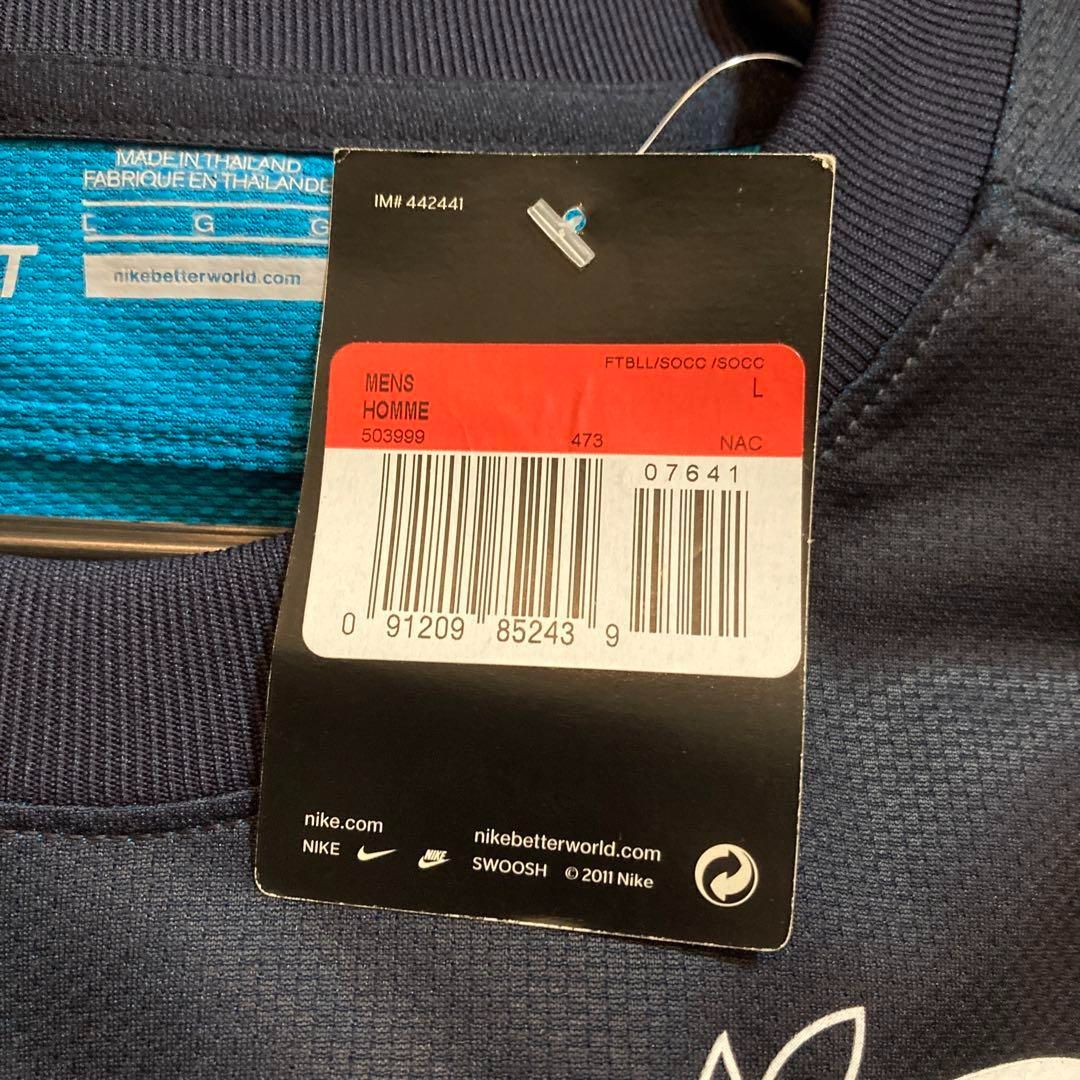 MADE IN THAILAND
FABRIQUE EN THAILANDE
L G G
nikebetterworld.com
T
IM# 442441
FTBLL/SOCC /SOCC
MENS L
HOMME
503999 473 NAC
07641
0 91209 85243 9
nike.com
NIKE NIKE
nikebetterworld.com
SWOOSH © 2011 Nike